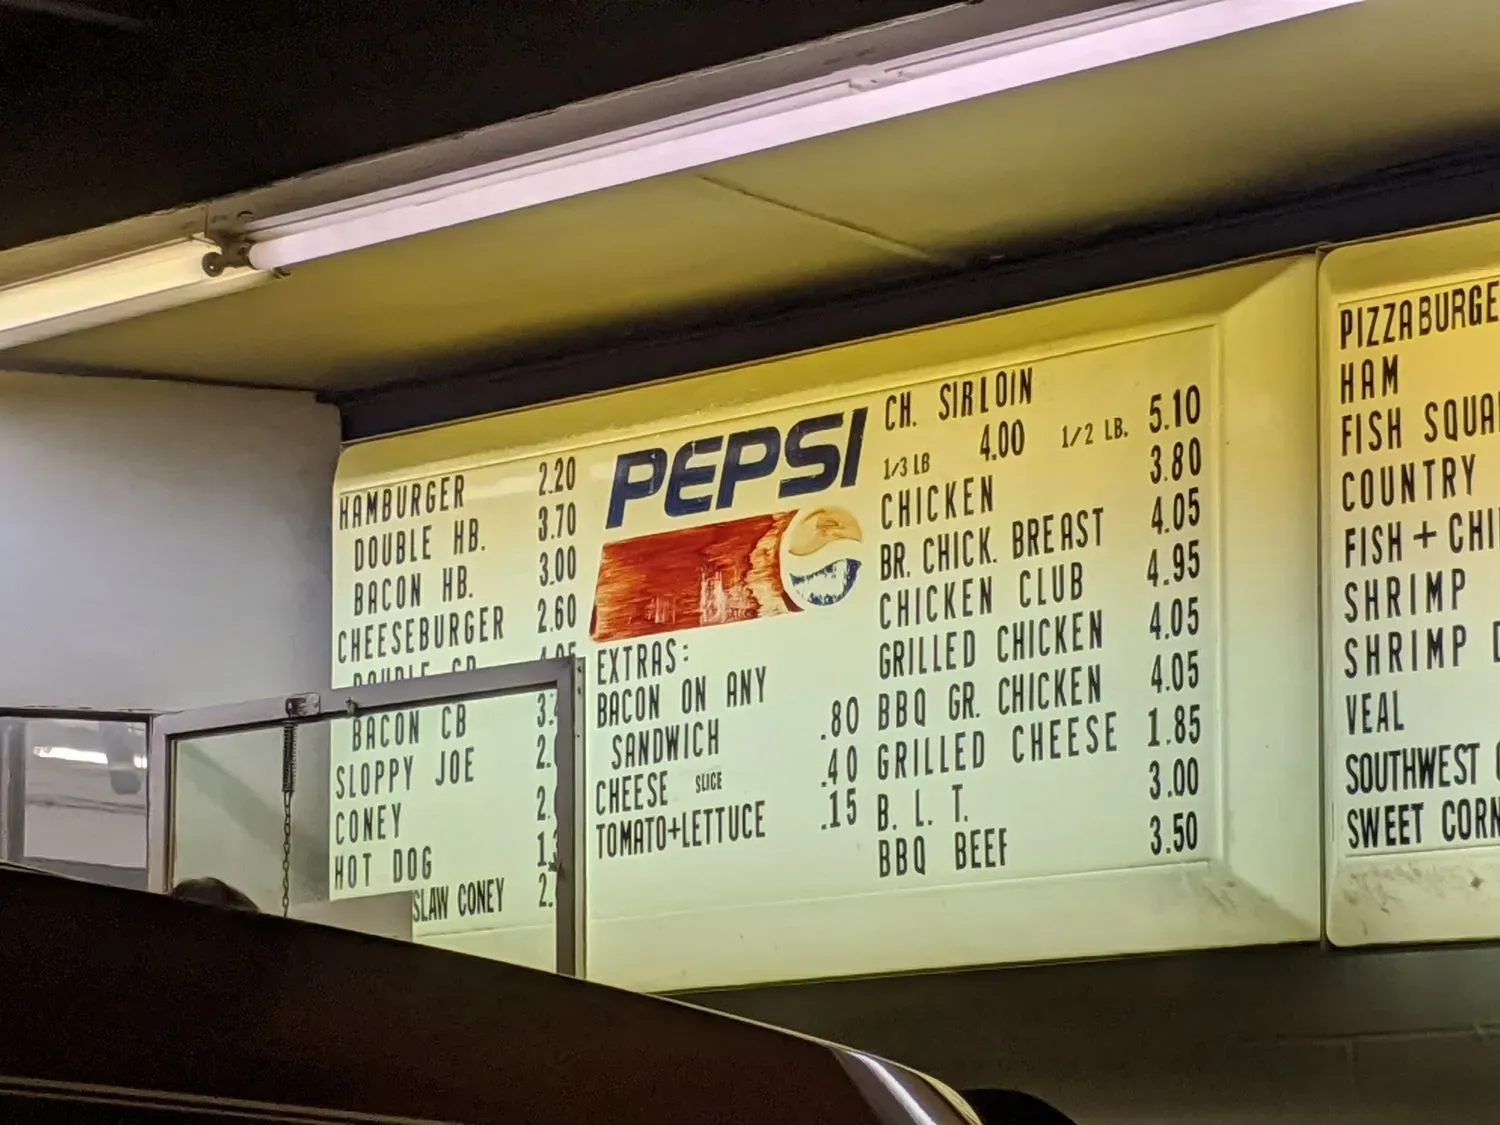 HAMBURGER 2.20
DOUBLE HB. 3.70
BACON HB. 3.00
CHEESEBURGER 2.60
DOUBLE CB
BACON CB
SLOPPY JOE
CONEY
HOT DOG
SLAW CONEY
PEPSI
EXTRAS:
BACON ON ANY
SANDWICH .80
CHEESE SLICE .40
TOMATO+LETTUCE .15
CH. SIRLOIN
1/3 LB 4.00 1/2 LB. 5.10
CHICKEN 3.80
BR. CHICK. BREAST 4.05
CHICKEN CLUB 4.95
GRILLED CHICKEN 4.05
BBQ GR. CHICKEN 4.05
GRILLED CHEESE 1.85
B. L. T. 3.00
BBQ BEEF 3.50
PIZZABURGE
HAM
FISH SQUA
COUNTRY
FISH + CHI
SHRIMP
SHRIMP
VEAL
SOUTHWEST
SWEET CORN